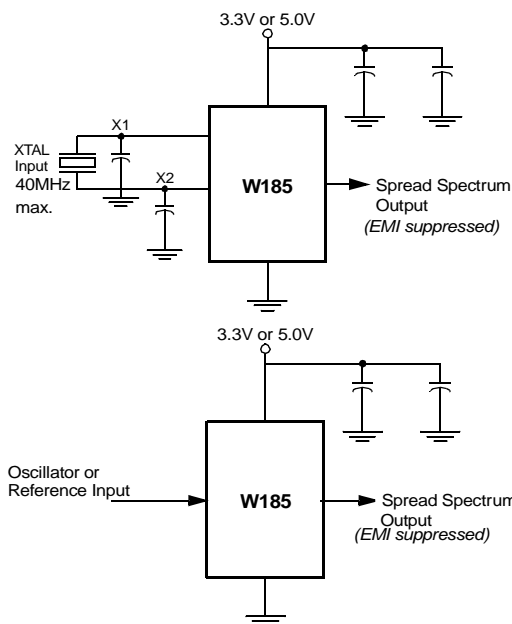 3.3V or 5.0V
X1
XTAL
Input
40MHz
max.
X2
W185
Spread Spectrum
Output
(EMI suppressed)
3.3V or 5.0V
Oscillator or
Reference Input
W185
Spread Spectrum
Output
(EMI suppressed)